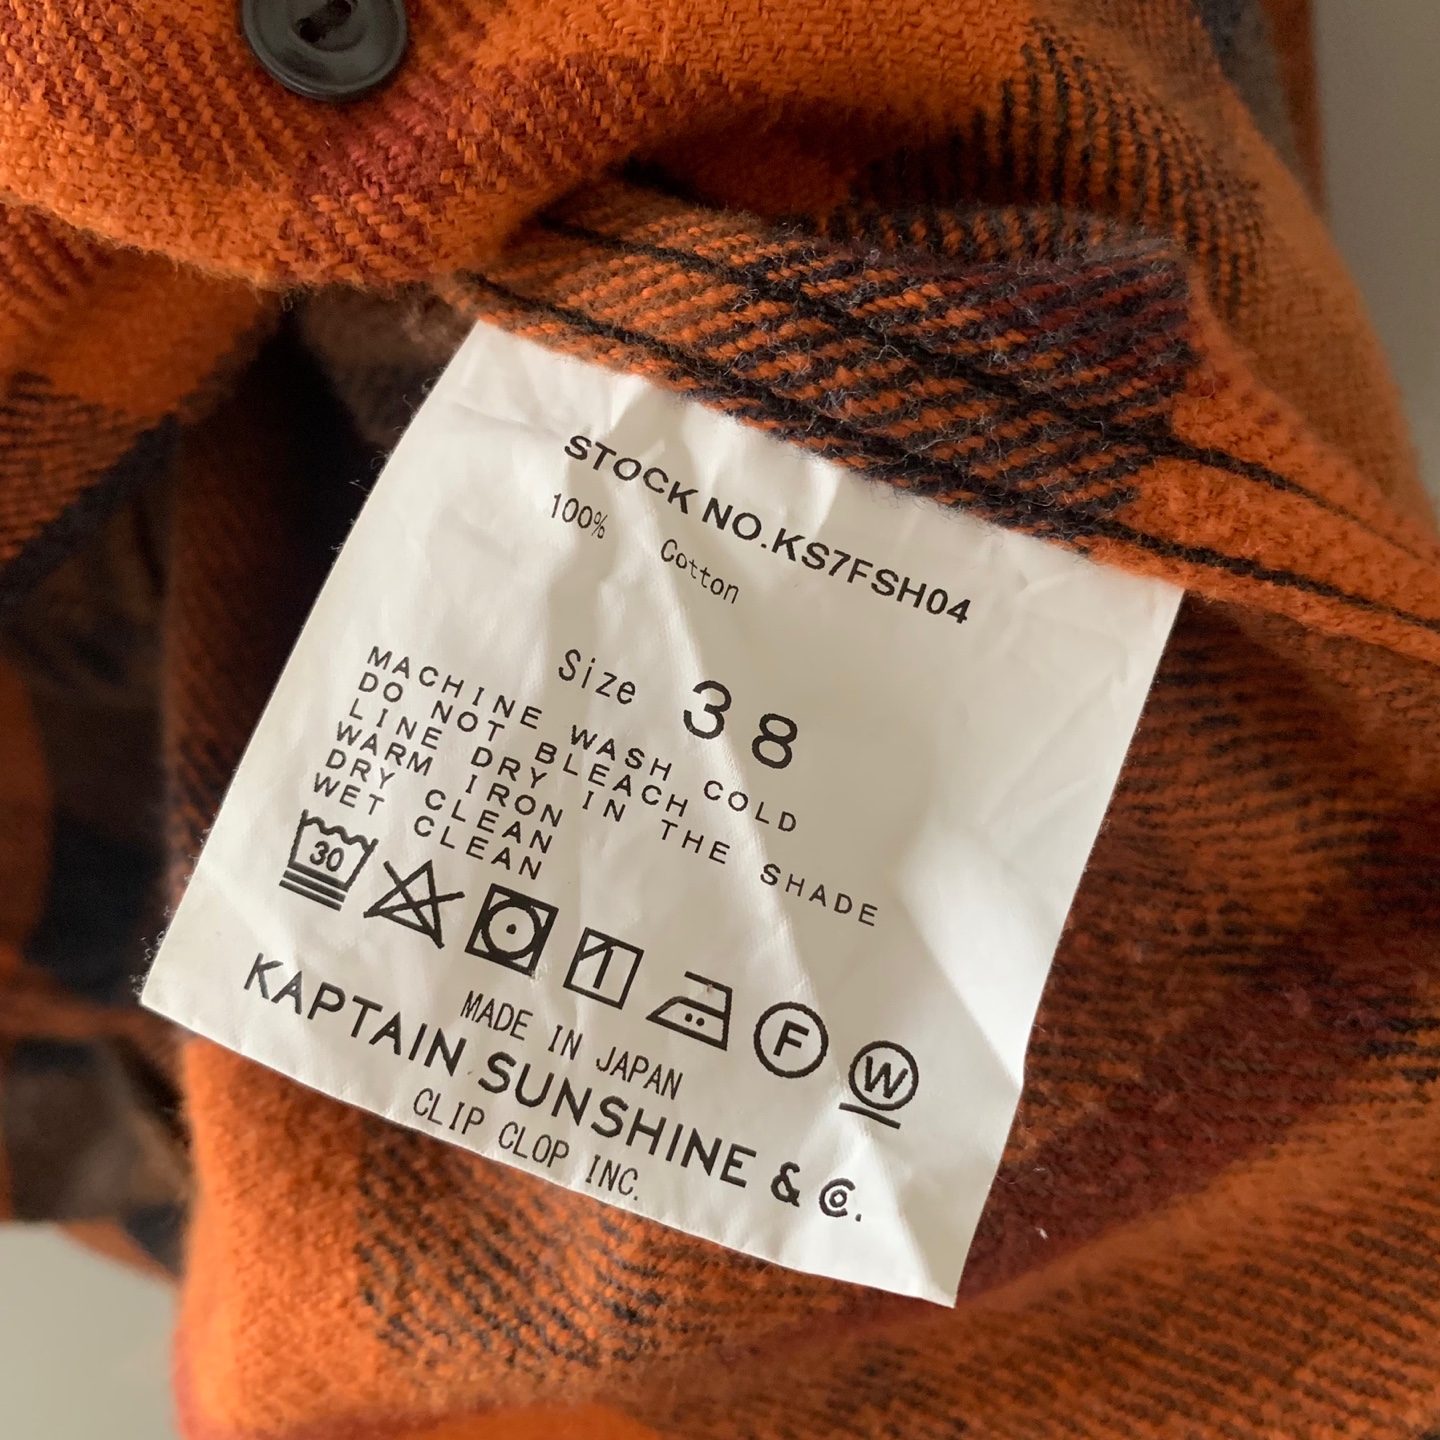 STOCK NO.KS7FSH04
100% Cotton
Size 38
MACHINE WASH COLD
DO NOT BLEACH
LINE DRY IN THE SHADE
WARM IRON
DRY CLEAN
WET CLEAN
30
F
W
MADE IN JAPAN
KAPTAIN SUNSHINE & Co.
CLIP CLOP INC.